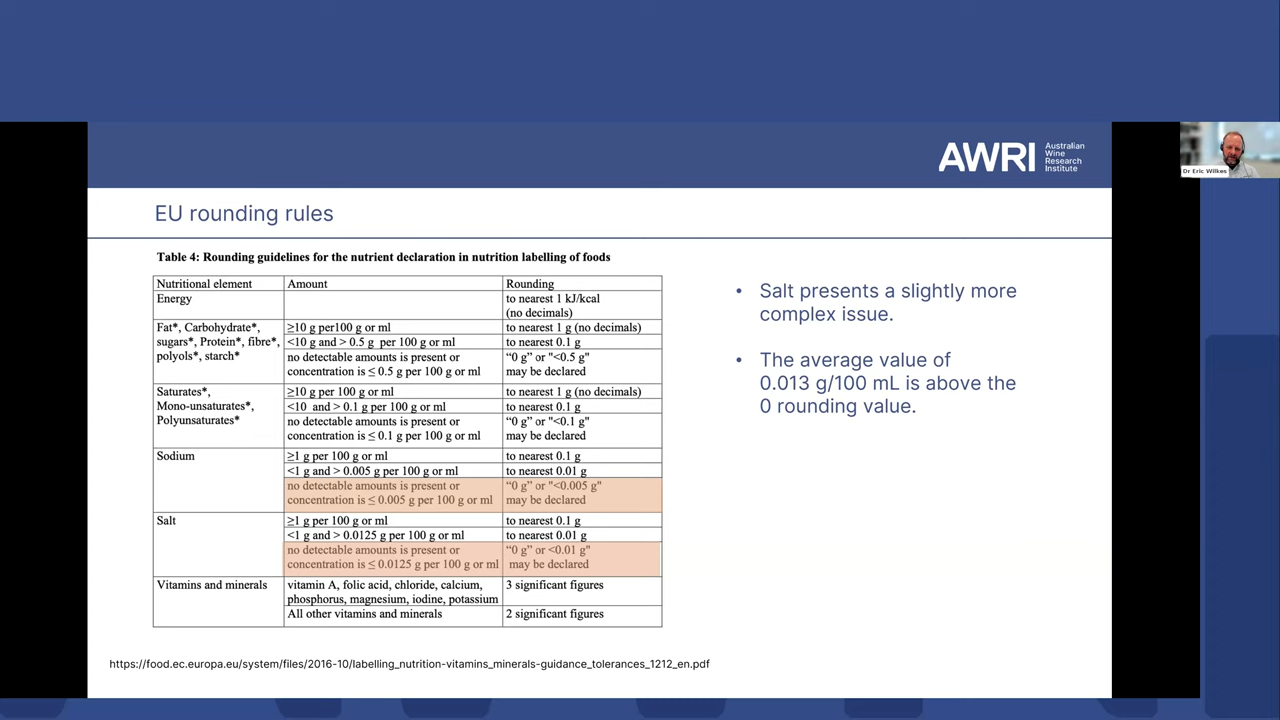 AWRI
Australian
Wine
Research
Institute
Dr Eric Wilkes
EU rounding rules
Table 4: Rounding guidelines for the nutrient declaration in nutrition labelling of foods
Nutritional element Amount Rounding
Energy to nearest 1 kJ/kcal
(no decimals)
Fat*, Carbohydrate*, ≥10 g per100 g or ml to nearest 1 g (no decimals)
sugars*, Protein*, fibre*, <10 g and > 0.5 g per 100 g or ml to nearest 0.1 g
polyols*, starch* no detectable amounts is present or “0 g” or "<0.5 g"
concentration is ≤ 0.5 g per 100 g or ml may be declared
Saturates*, ≥10 g per 100 g or ml to nearest 1 g (no decimals)
Mono-unsaturates*, <10 and > 0.1 g per 100 g or ml to nearest 0.1 g
Polyunsaturates* no detectable amounts is present or “0 g” or "<0.1 g"
concentration is ≤ 0.1 g per 100 g or ml may be declared
Sodium ≥1 g per 100 g or ml to nearest 0.1 g
<1 g and > 0.005 g per 100 g or ml to nearest 0.01 g
no detectable amounts is present or “0 g” or "<0.005 g"
concentration is ≤ 0.005 g per 100 g or ml may be declared
Salt ≥1 g per 100 g or ml to nearest 0.1 g
<1 g and > 0.0125 g per 100 g or ml to nearest 0.01 g
no detectable amounts is present or “0 g” or <0.01 g"
concentration is ≤ 0.0125 g per 100 g or ml may be declared
Vitamins and minerals vitamin A, folic acid, chloride, calcium, 3 significant figures
phosphorus, magnesium, iodine, potassium
All other vitamins and minerals 2 significant figures
• Salt presents a slightly more
complex issue.
• The average value of
0.013 g/100 mL is above the
0 rounding value.
https://food.ec.europa.eu/system/files/2016-10/labelling_nutrition-vitamins_minerals-guidance_tolerances_1212_en.pdf